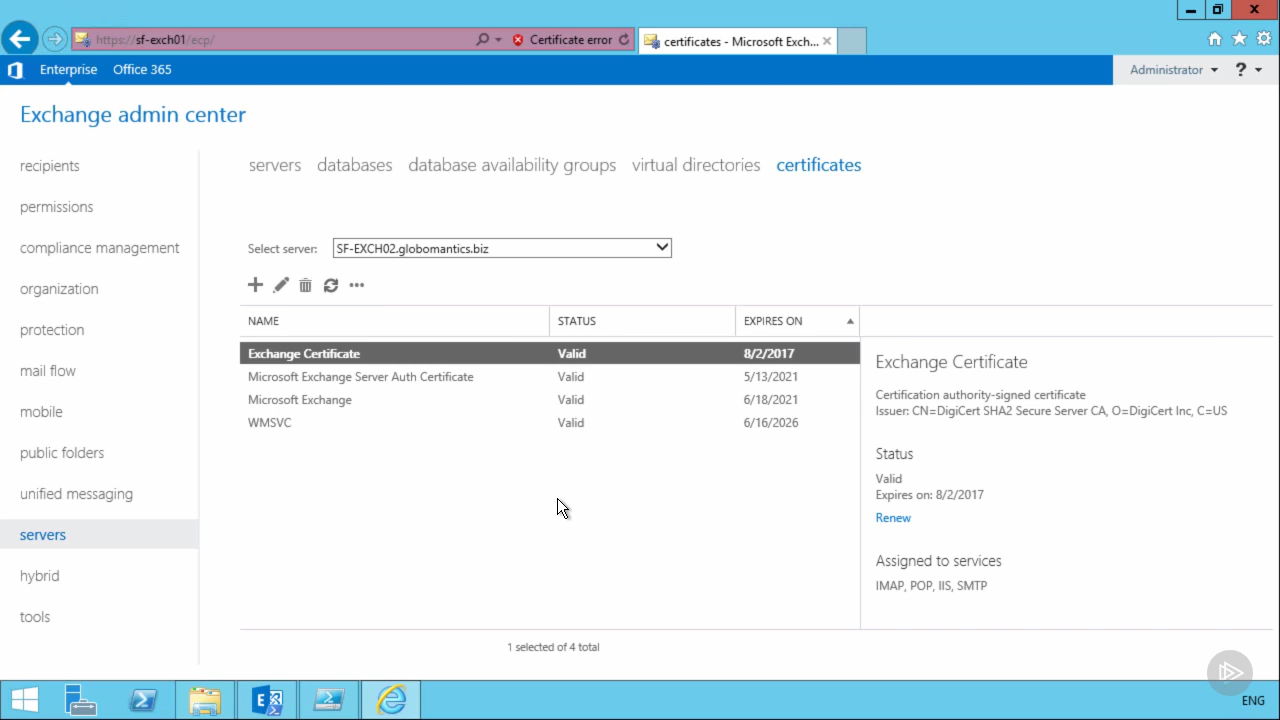 https://sf-exch01/ecp/
Certificate error
certificates - Microsoft Exch...
Enterprise
Office 365
Administrator
?
Exchange admin center
recipients
permissions
compliance management
organization
protection
mail flow
mobile
public folders
unified messaging
servers
hybrid
tools
servers databases database availability groups virtual directories certificates
Select server: SF-EXCH02.globomantics.biz
NAME STATUS EXPIRES ON
Exchange Certificate Valid 8/2/2017
Microsoft Exchange Server Auth Certificate Valid 5/13/2021
Microsoft Exchange Valid 6/18/2021
WMSVC Valid 6/16/2026
1 selected of 4 total
Exchange Certificate
Certification authority-signed certificate
Issuer: CN=DigiCert SHA2 Secure Server CA, O=DigiCert Inc, C=US
Status
Valid
Expires on: 8/2/2017
Renew
Assigned to services
IMAP, POP, IIS, SMTP
ENG